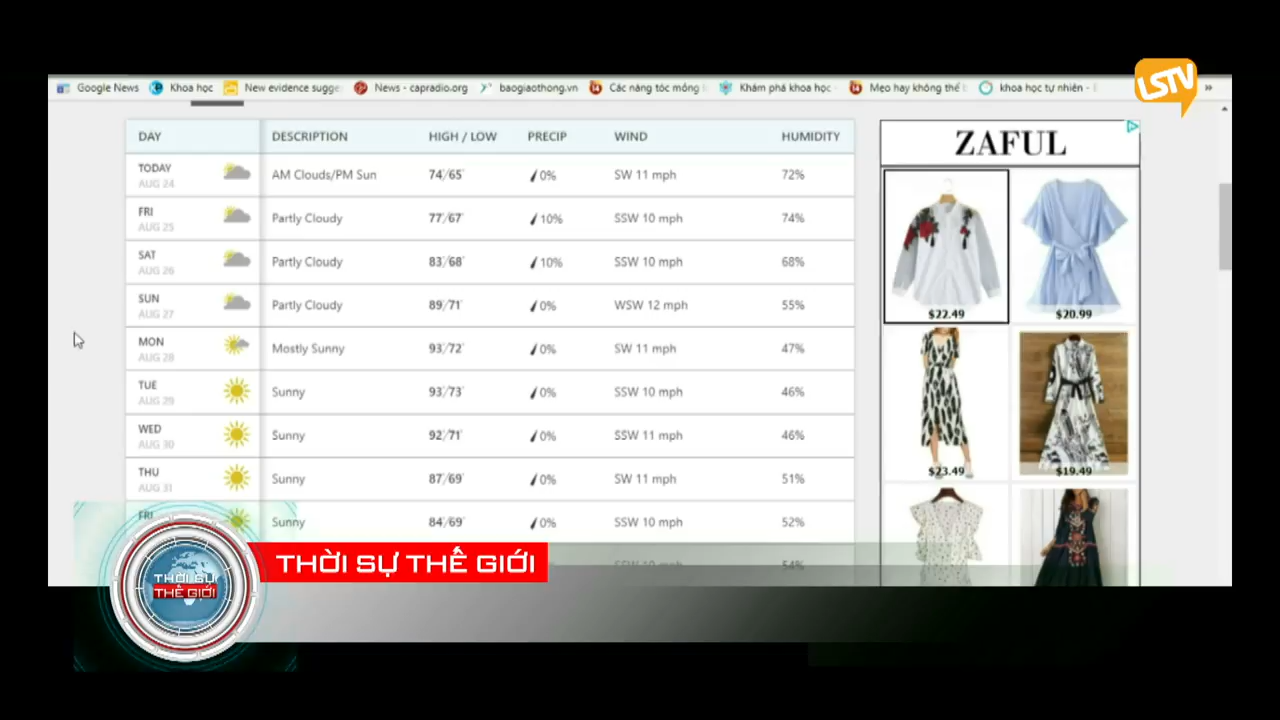 LSTV
Google News Khoa học New evidence sugge News - capradio.org baogiaothong.vn Các nàng tóc mỏng Khám phá khoa học - Mẹo hay không thể b khoa học tự nhiên - »
DAY DESCRIPTION HIGH / LOW PRECIP WIND HUMIDITY
TODAY
AUG 24 AM Clouds/PM Sun 74°/65° 0% SW 11 mph 72%
FRI
AUG 25 Partly Cloudy 77°/67° 10% SSW 10 mph 74%
SAT
AUG 26 Partly Cloudy 83°/68° 10% SSW 10 mph 68%
SUN
AUG 27 Partly Cloudy 89°/71° 0% WSW 12 mph 55%
MON
AUG 28 Mostly Sunny 93°/72° 0% SW 11 mph 47%
TUE
AUG 29 Sunny 93°/73° 0% SSW 10 mph 46%
WED
AUG 30 Sunny 92°/71° 0% SSW 11 mph 46%
THU
AUG 31 Sunny 87°/69° 0% SW 11 mph 51%
FRI
Sunny 84°/69° 0% SSW 10 mph 52%
54%
ZAFUL
$22.49 $20.99
$23.49 $19.49
THỜI SỰ THẾ GIỚI
THỜI SỰ
THẾ GIỚI